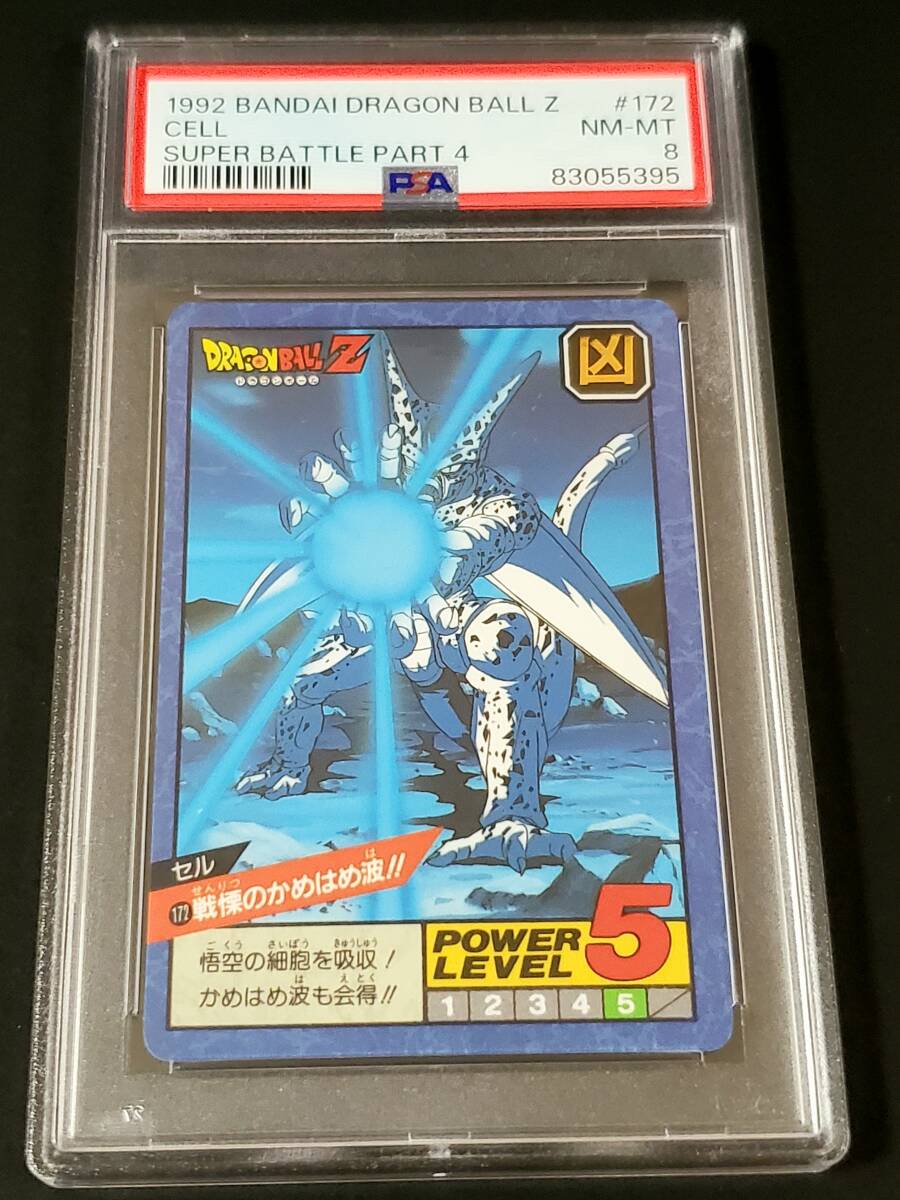 1992 BANDAI DRAGON BALL Z #172
CELL NM-MT
SUPER BATTLE PART 4 8
PSA 83055395
DRAGON BALL Z
ドラゴンボール
凶
セル
せんりつ は
172 戦慄のかめはめ波!!
ごくう さいぼう きゅうしゅう
悟空の細胞を吸収!
は えとく
かめはめ波も会得!!
POWER
LEVEL 5
1 2 3 4 5